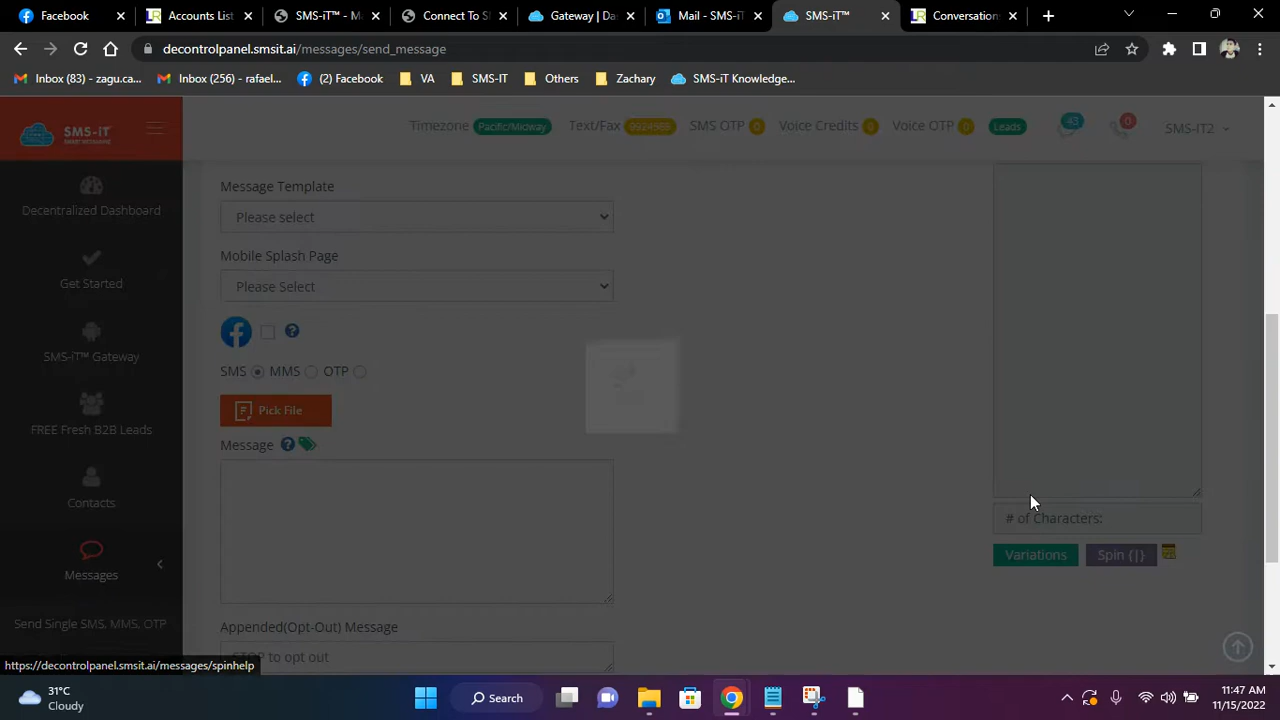 Facebook
Accounts List
SMS-iT™ - M
Connect To S
Gateway | Da
Mail - SMS-iT
SMS-iT™
Conversation
decontrolpanel.smsit.ai/messages/send_message
Inbox (83) - zagu.ca...
Inbox (256) - rafael...
(2) Facebook
VA
SMS-IT
Others
Zachary
SMS-iT Knowledge...
SMS-iT
Timezone Pacific/Midway Text/Fax 9924566 SMS OTP 0 Voice Credits 0 Voice OTP 0 Leads 43 0 SMS-IT2
Decentralized Dashboard
Get Started
SMS-iT™ Gateway
FREE Fresh B2B Leads
Contacts
Messages
Send Single SMS, MMS, OTP
Message Template
Please select
Mobile Splash Page
Please Select
SMS MMS OTP
Pick File
Message
Appended(Opt-Out) Message
STOP to opt out
# of Characters:
Variations Spin {|}
https://decontrolpanel.smsit.ai/messages/spinhelp
31°C
Cloudy
Search
11:47 AM
11/15/2022